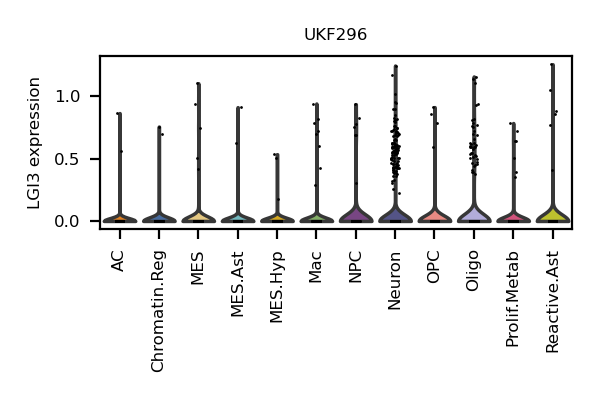 UKF296
LGI3 expression
1.0
0.5
0.0
AC
Chromatin.Reg
MES
MES.Ast
MES.Hyp
Mac
NPC
Neuron
OPC
Oligo
Prolif.Metab
Reactive.Ast